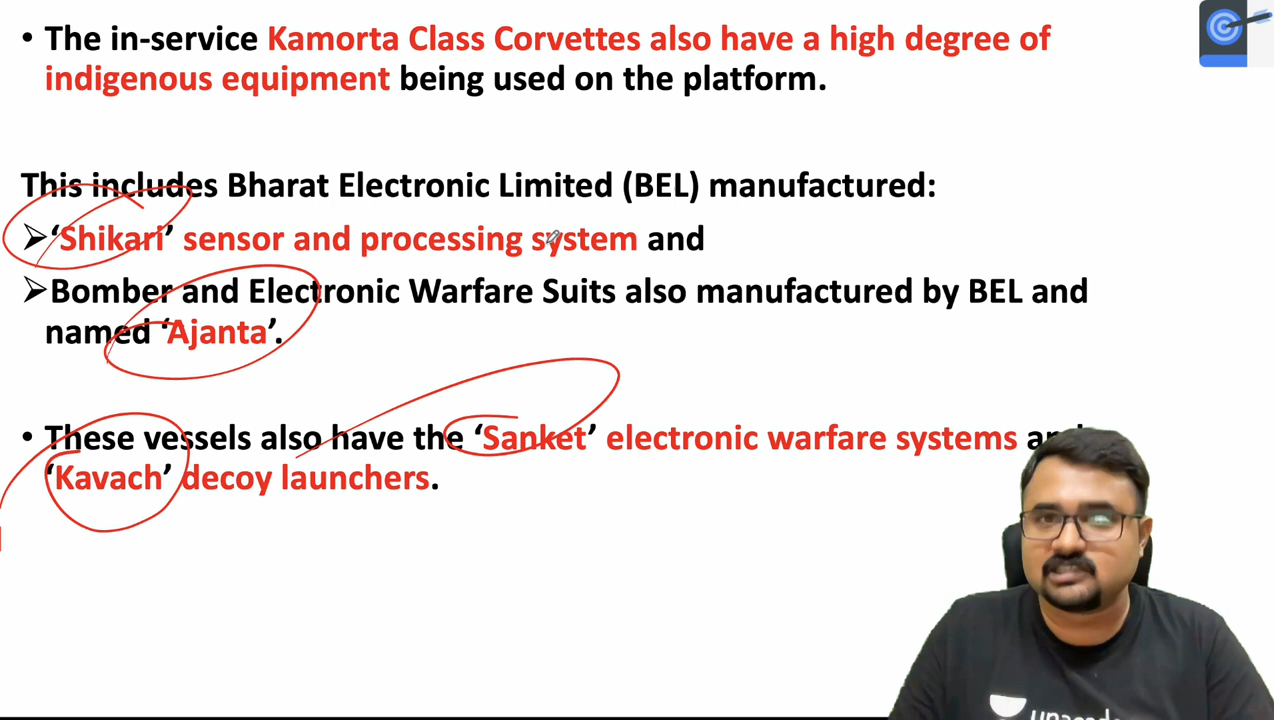 • The in-service Kamorta Class Corvettes also have a high degree of
indigenous equipment being used on the platform.
This includes Bharat Electronic Limited (BEL) manufactured:
➢‘Shikari’ sensor and processing system and
➢Bomber and Electronic Warfare Suits also manufactured by BEL and
named ‘Ajanta’.
• These vessels also have the ‘Sanket’ electronic warfare systems and
‘Kavach’ decoy launchers.